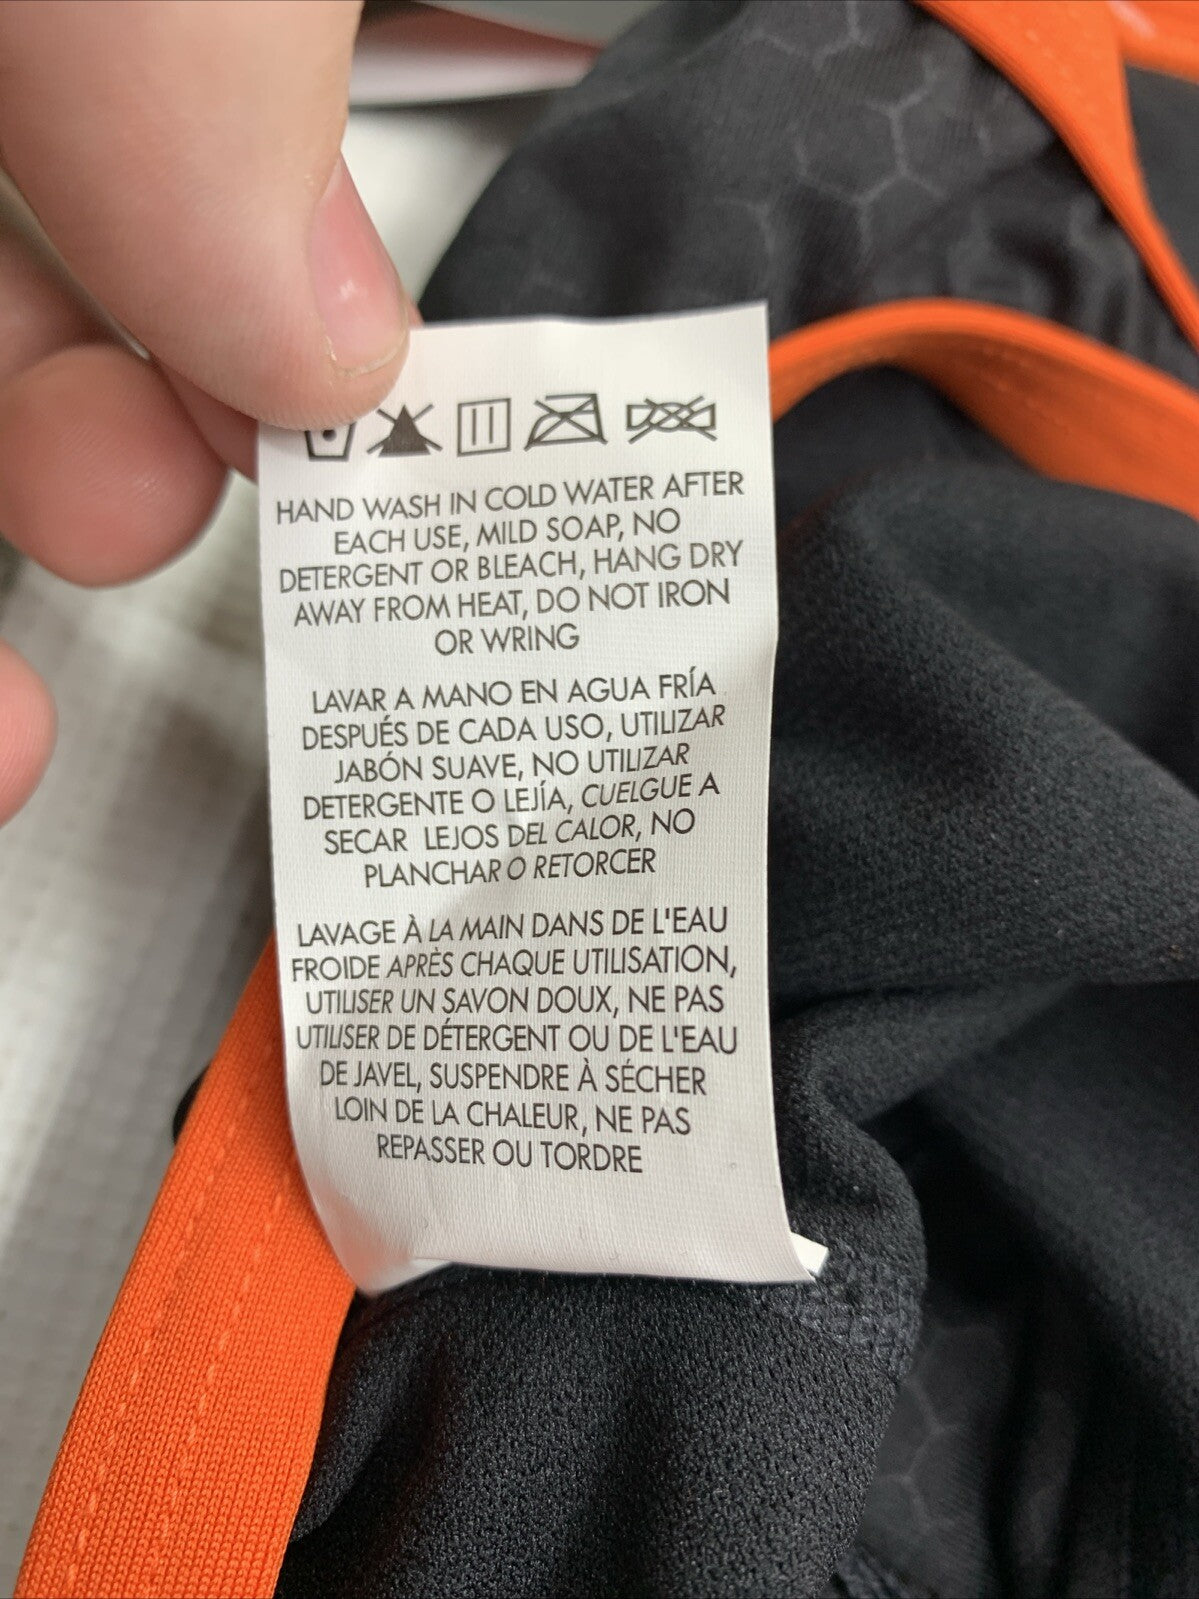 HAND WASH IN COLD WATER AFTER
EACH USE, MILD SOAP, NO
DETERGENT OR BLEACH, HANG DRY
AWAY FROM HEAT, DO NOT IRON
OR WRING
LAVAR A MANO EN AGUA FRÍA
DESPUÉS DE CADA USO, UTILIZAR
JABÓN SUAVE, NO UTILIZAR
DETERGENTE O LEJÍA, CUELGUE A
SECAR LEJOS DEL CALOR, NO
PLANCHAR O RETORCER
LAVAGE À LA MAIN DANS DE L'EAU
FROIDE APRÈS CHAQUE UTILISATION,
UTILISER UN SAVON DOUX, NE PAS
UTILISER DE DÉTERGENT OU DE L'EAU
DE JAVEL, SUSPENDRE À SÉCHER
LOIN DE LA CHALEUR, NE PAS
REPASSER OU TORDRE